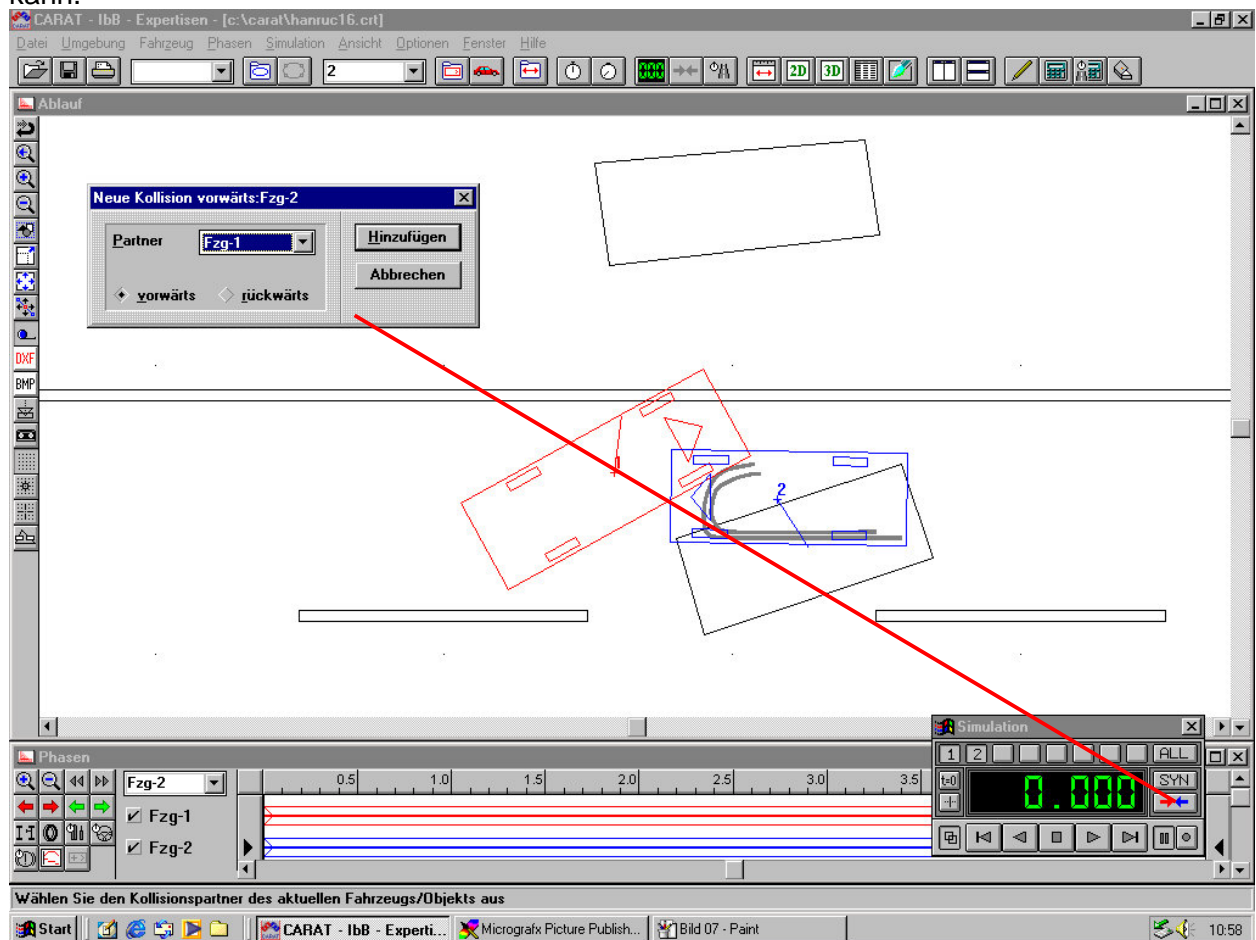 kann.
CARAT - IbB - Expertisen - [c:\carat\hanruc16.crt]
Datei Umgebung Fahrzeug Phasen Simulation Ansicht Optionen Fenster Hilfe
2 000 2D 3D
Ablauf
Neue Kollision vorwärts:Fzg-2
Partner Fzg-1 Hinzufügen
Abbrechen
vorwärts rückwärts
DXF
BMP
1
2
Simulation
1 2 ALL
t=0 0.000 SYN
Phasen
Fzg-2 0.5 1.0 1.5 2.0 2.5 3.0 3.5
Fzg-1
Fzg-2
Wählen Sie den Kollisionspartner des aktuellen Fahrzeugs/Objekts aus
Start CARAT - IbB - Experti... Micrografx Picture Publish... Bild 07 - Paint 10:58